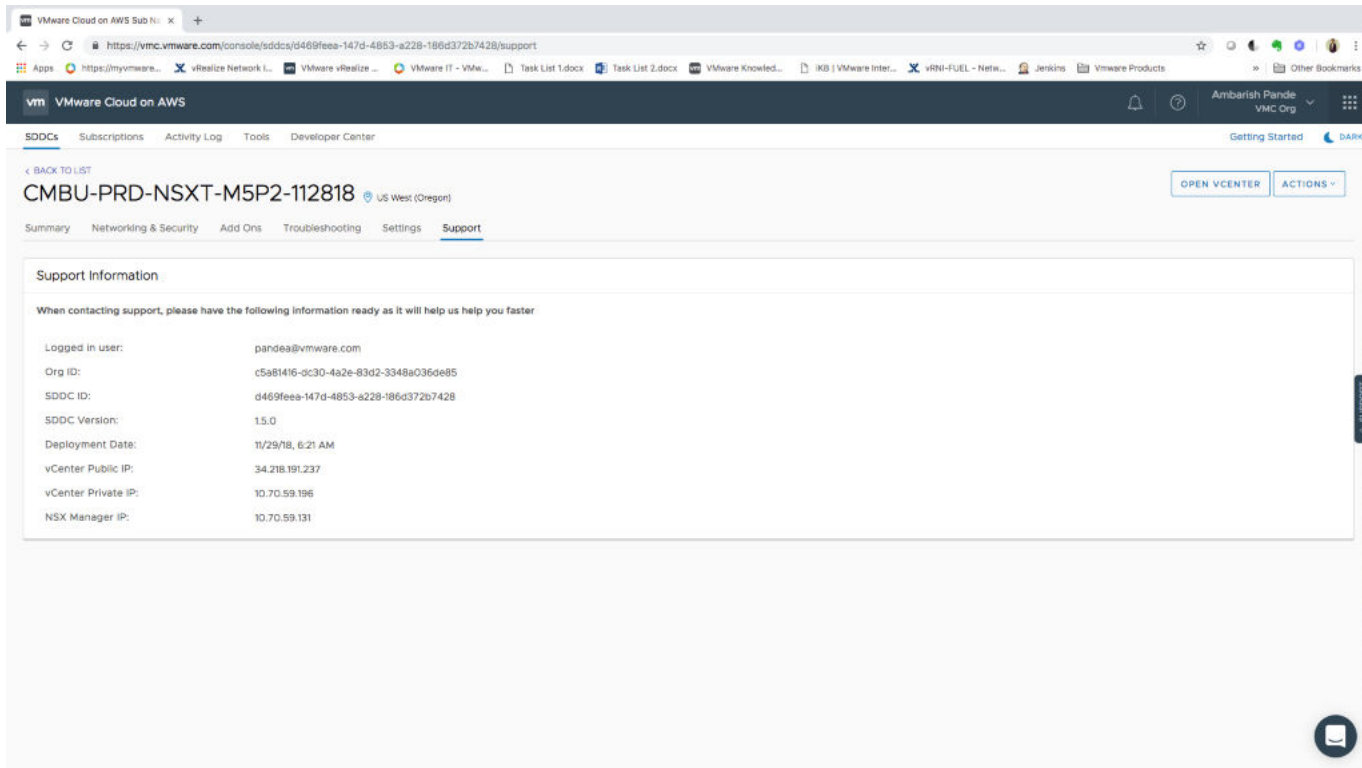 VMware Cloud on AWS Sub Na
https://vmc.vmware.com/console/sddcs/d469feea-147d-4853-a228-186d372b7428/support
Apps https://myvmware... vRealize Network I... VMware vRealize ... VMware IT - VMw... Task List 1.docx Task List 2.docx VMware Knowled... iKB | VMware Inter... vRNI-FUEL - Netw... Jenkins Vmware Products » Other Bookmarks
vm VMware Cloud on AWS
Ambarish Pande
VMC Org
SDDCs Subscriptions Activity Log Tools Developer Center Getting Started DARK
< BACK TO LIST
CMBU-PRD-NSXT-M5P2-112818 US West (Oregon)
OPEN VCENTER ACTIONS
Summary Networking & Security Add Ons Troubleshooting Settings Support
Support Information
When contacting support, please have the following information ready as it will help us help you faster
Logged in user: pandea@vmware.com
Org ID: c5a81416-dc30-4a2e-83d2-3348a036de85
SDDC ID: d469feea-147d-4853-a228-186d372b7428
SDDC Version: 1.5.0
Deployment Date: 11/29/18, 6:21 AM
vCenter Public IP: 34.218.191.237
vCenter Private IP: 10.70.59.196
NSX Manager IP: 10.70.59.131